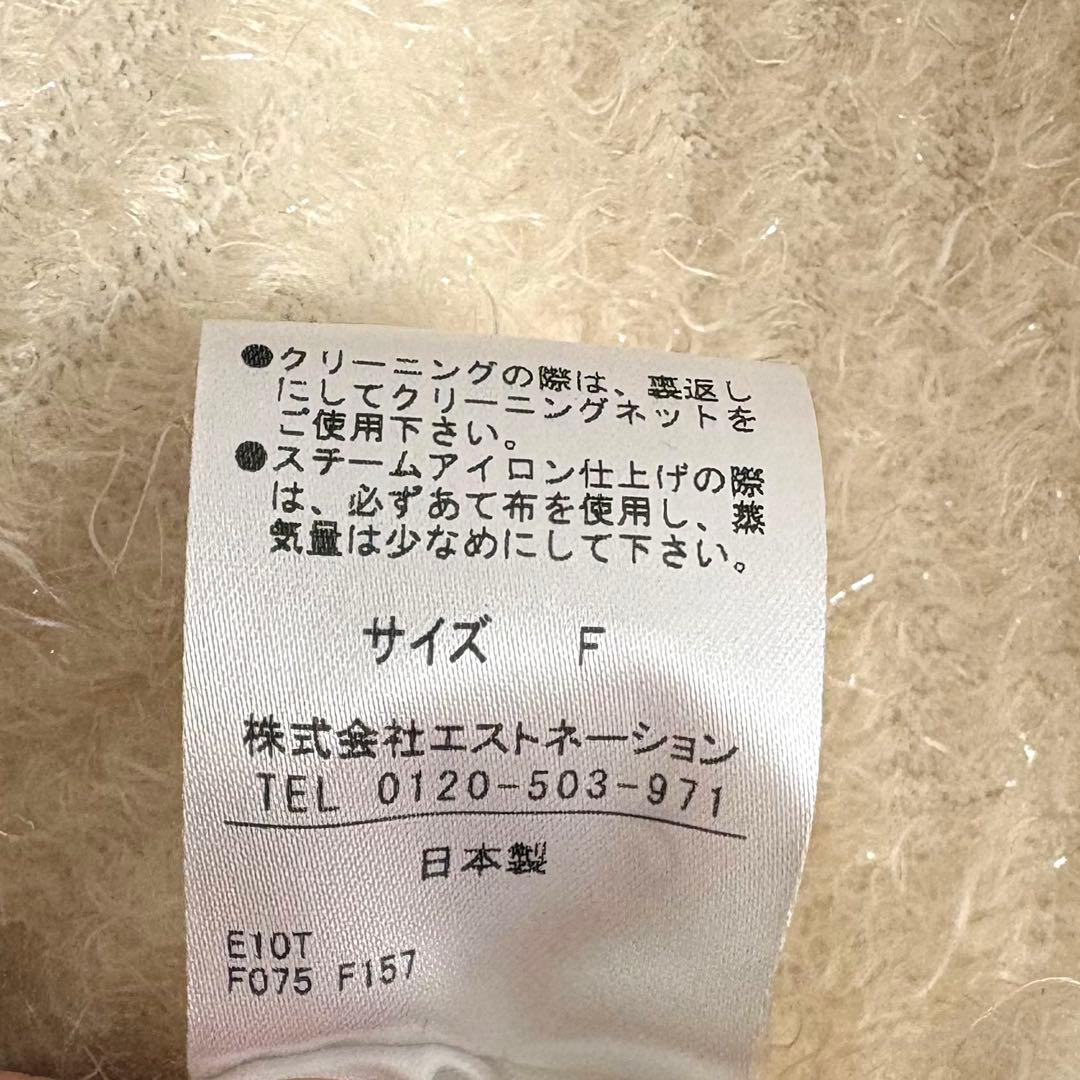 ●クリーニングの際は、裏返し
にしてクリーニングネットを
ご使用下さい。
●スチームアイロン仕上げの際
は、必ずあて布を使用し、蒸
気量は少なめにして下さい。
サイズ F
株式会社エストネーション
TEL 0120-503-971
日本製
E10T
F075 F157